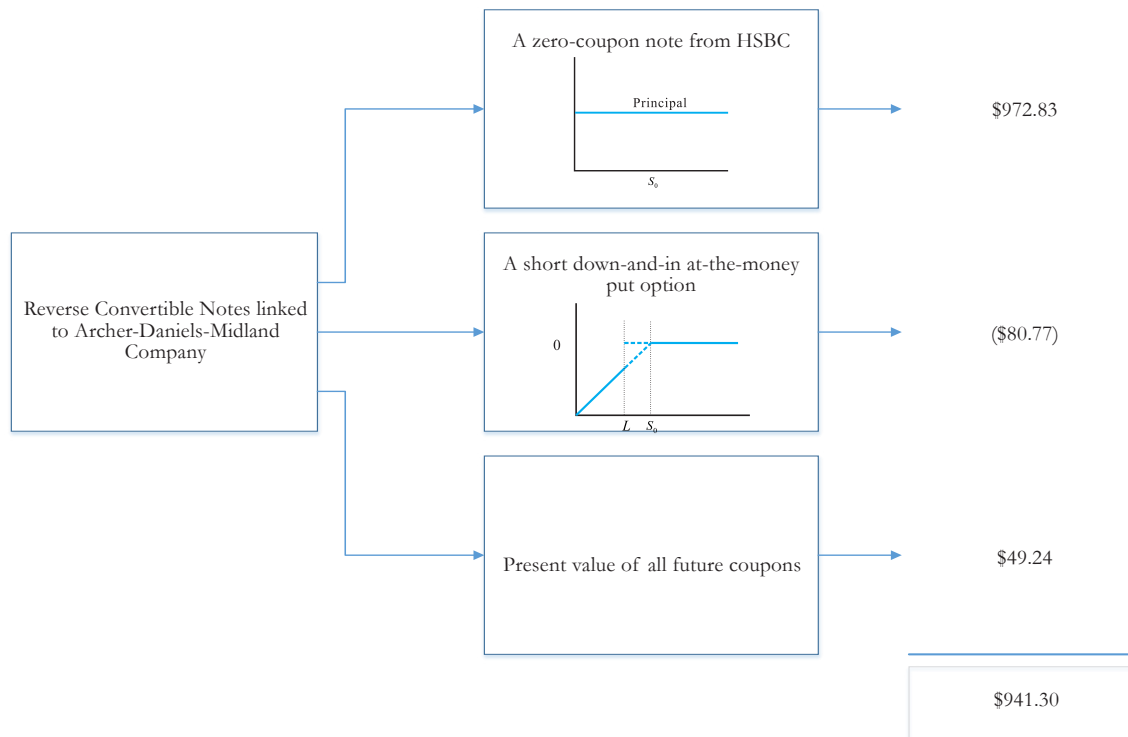 A zero-coupon note from HSBC
Principal
S₀
$972.83
Reverse Convertible Notes linked
to Archer-Daniels-Midland
Company
A short down-and-in at-the-money
put option
0
L S₀
($80.77)
Present value of all future coupons
$49.24
$941.30